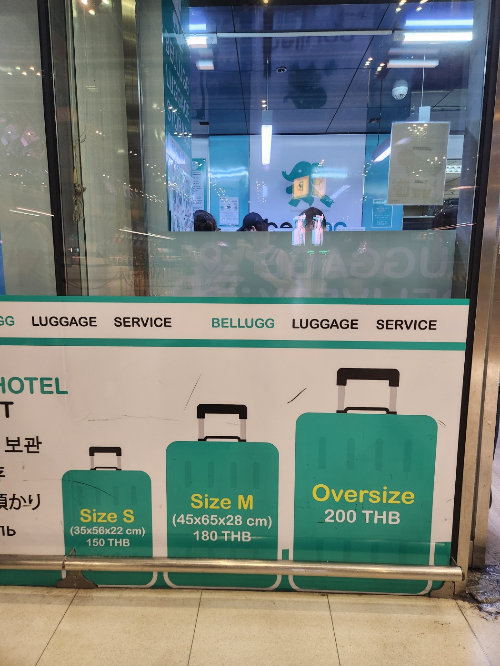 GG LUGGAGE SERVICE BELLUGG LUGGAGE SERVICE
HOTEL
T
보관
預かり
Size S
(35x56x22 cm)
150 THB
Size M
(45x65x28 cm)
180 THB
Oversize
200 THB